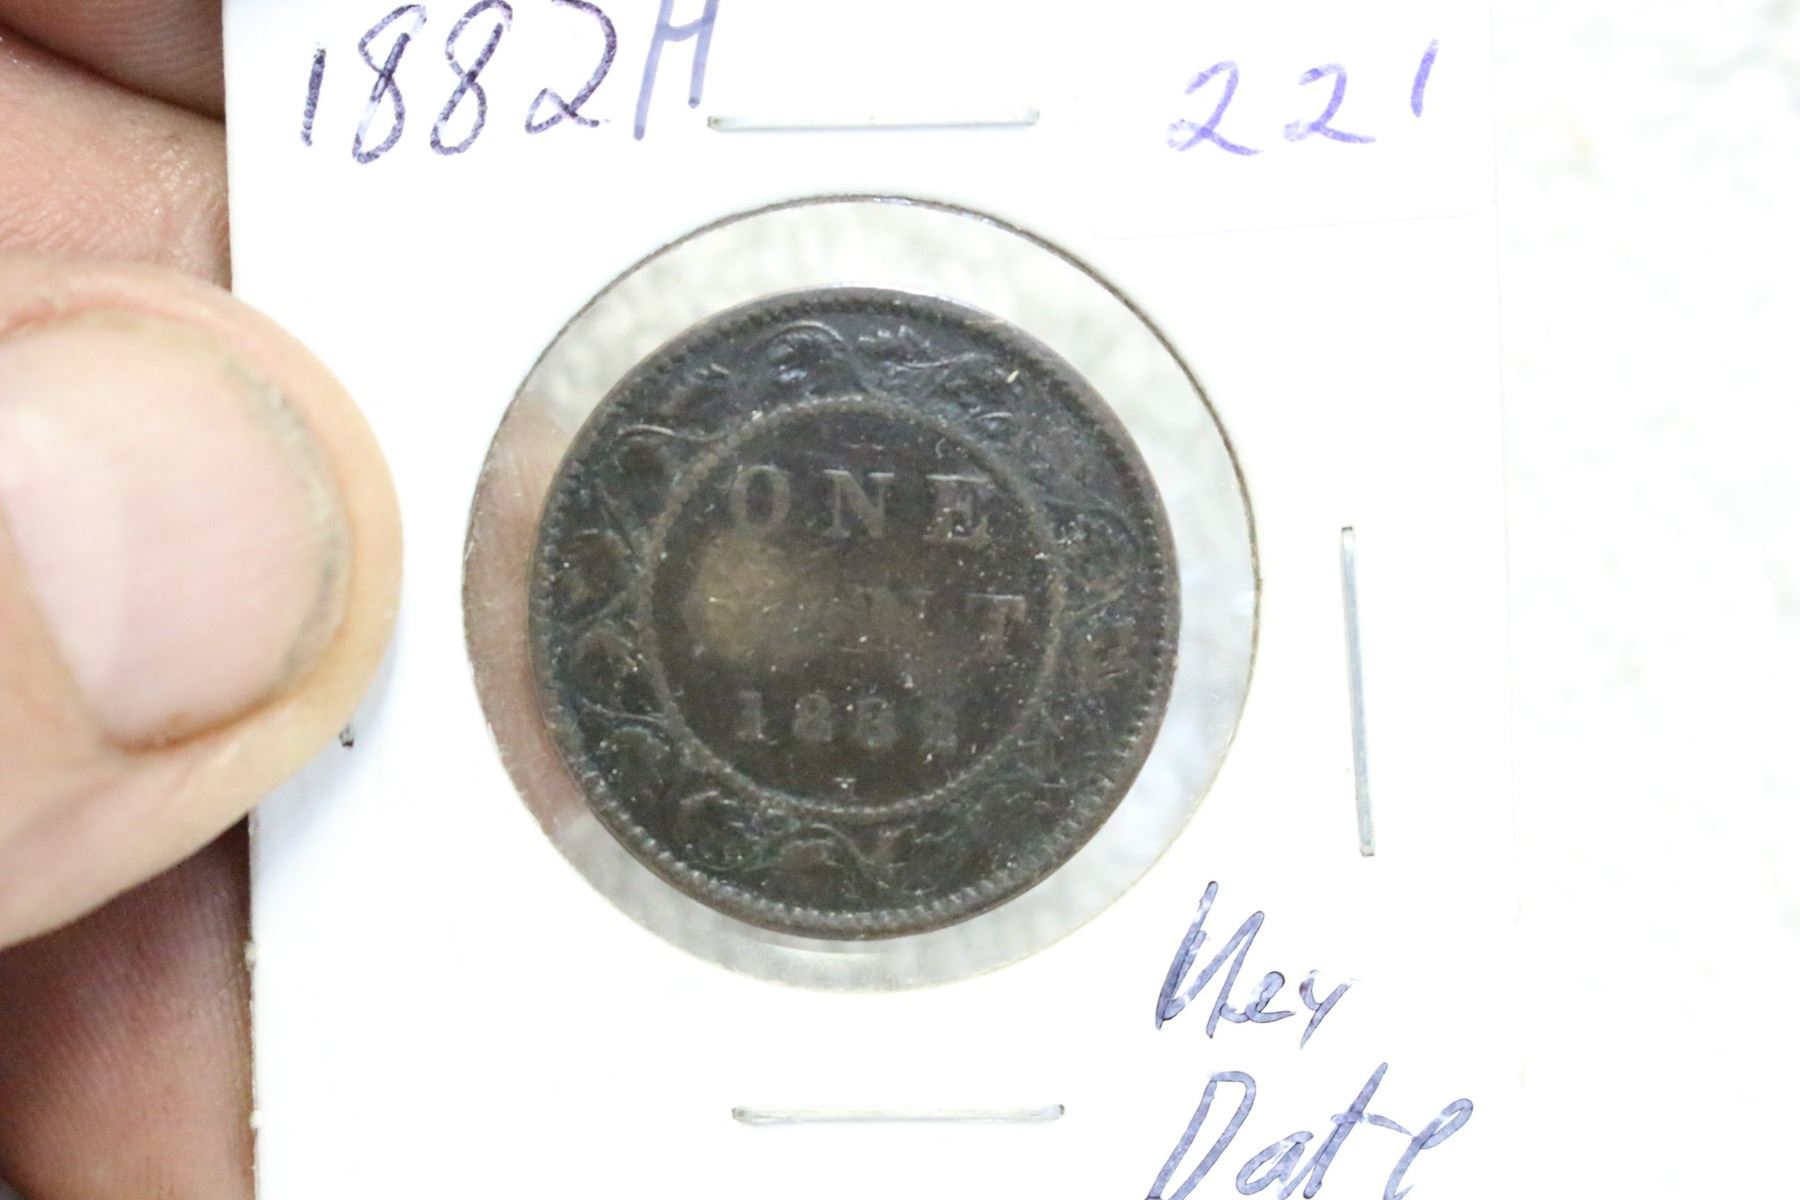 1882H
221
ONE
CENT
1882
H
Key
Date